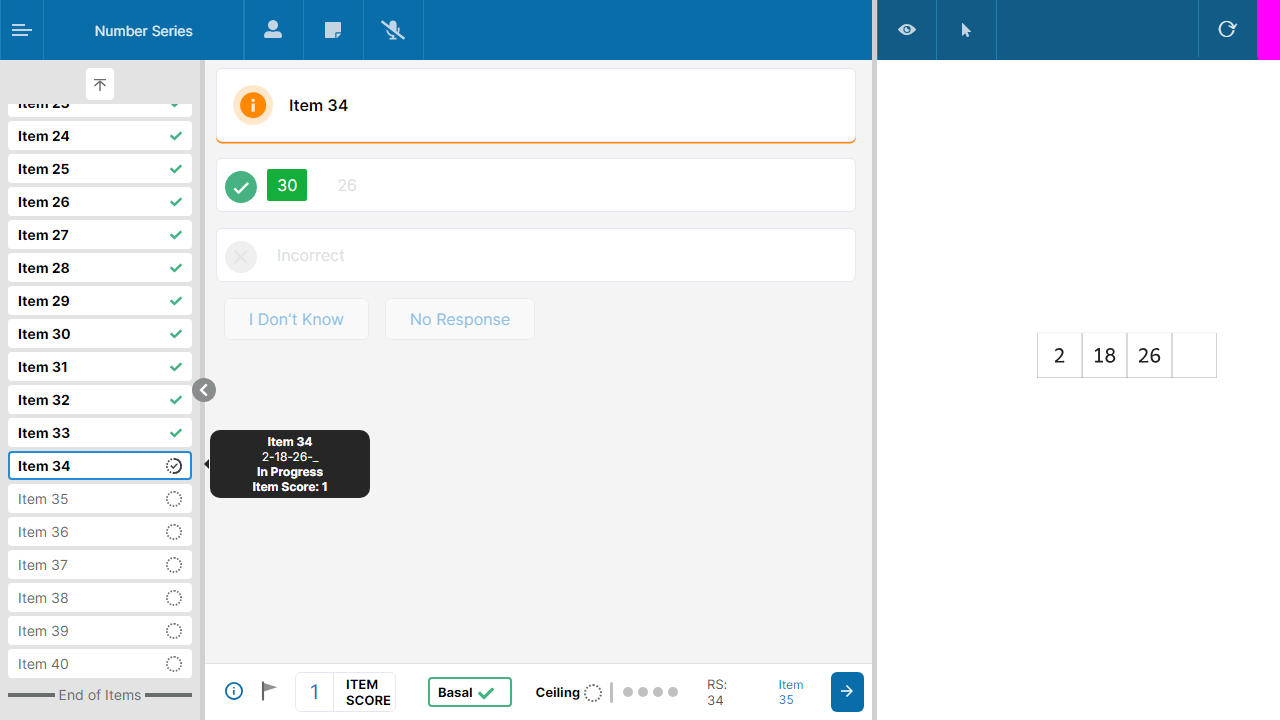 Number Series
Item 23
Item 24
Item 25
Item 26
Item 27
Item 28
Item 29
Item 30
Item 31
Item 32
Item 33
Item 34
Item 35
Item 36
Item 37
Item 38
Item 39
Item 40
End of Items
Item 34
30 26
Incorrect
I Don't Know No Response
Item 34
2-18-26-_
In Progress
Item Score: 1
1 ITEM
SCORE
Basal
Ceiling
RS:
34
Item
35
2 18 26